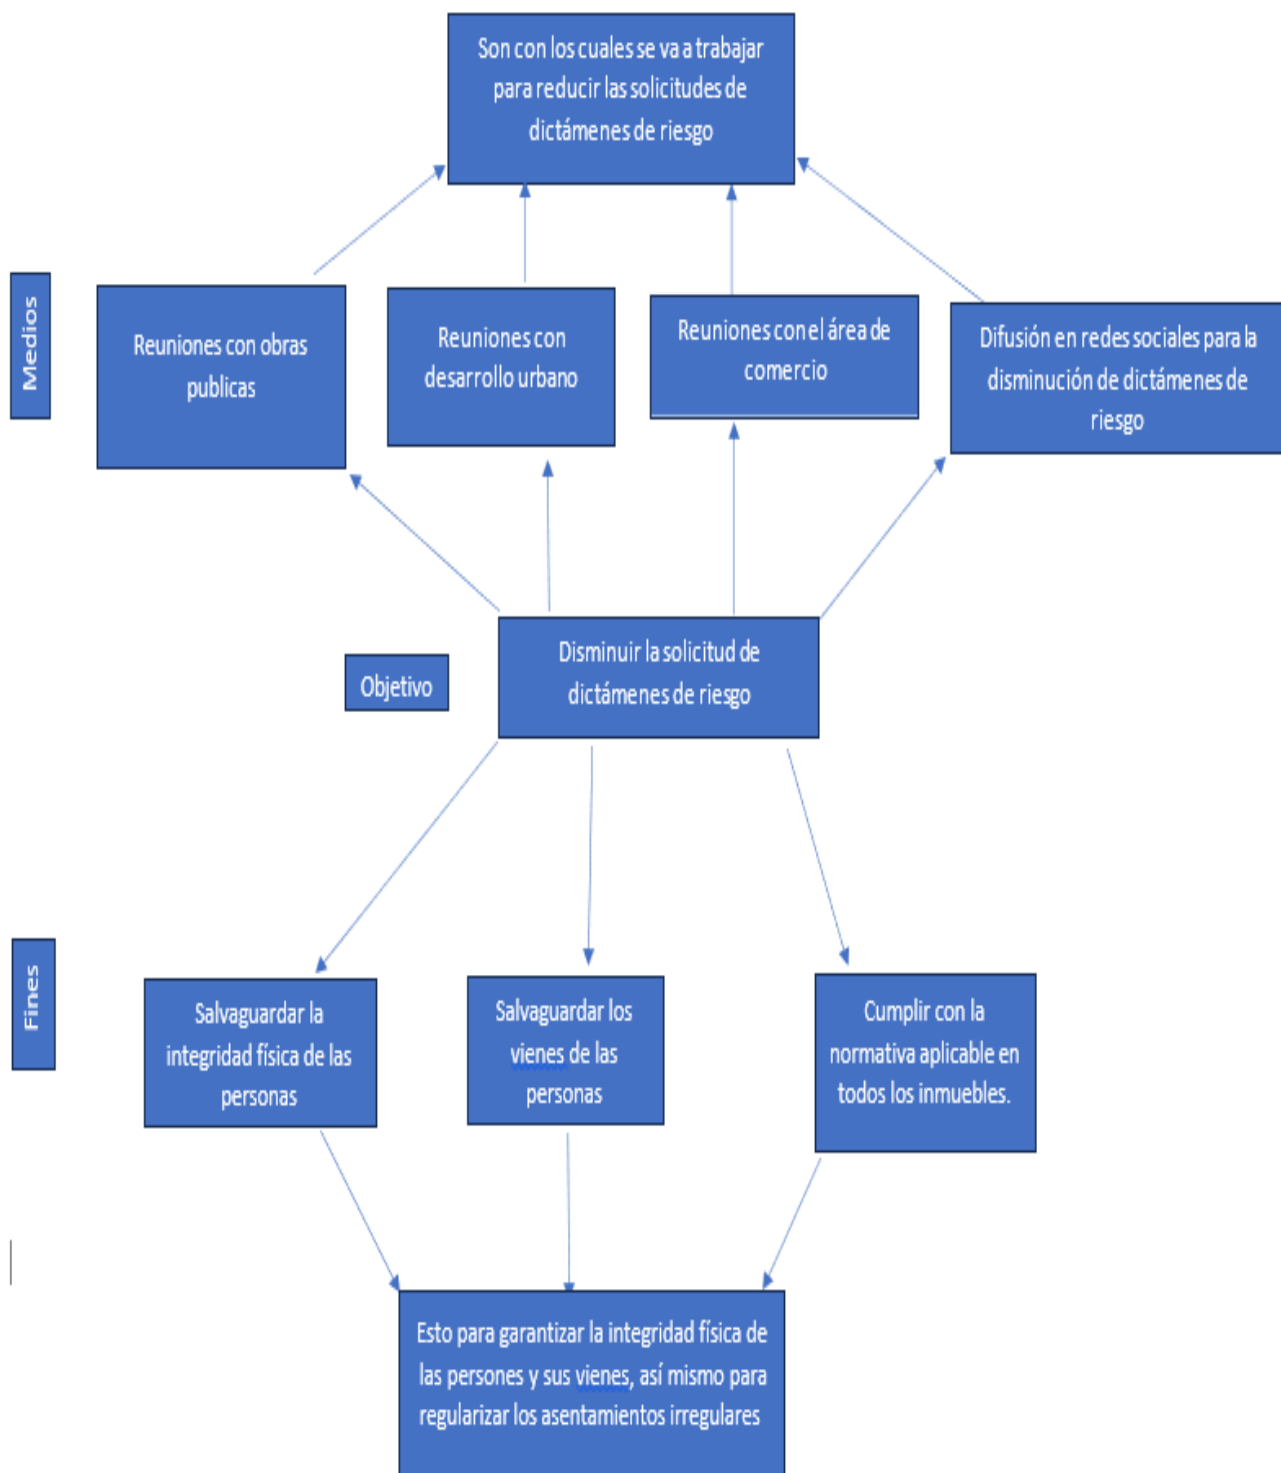 Son con los cuales se va a trabajar
para reducir las solicitudes de
dictámenes de riesgo
Medios
Reuniones con obras
publicas
Reuniones con
desarrollo urbano
Reuniones con el área de
comercio
Difusión en redes sociales para la
disminución de dictámenes de
riesgo
Objetivo
Disminuir la solicitud de
dictámenes de riesgo
Fines
Salvaguardar la
integridad física de las
personas
Salvaguardar los
vienes de las
personas
Cumplir con la
normativa aplicable en
todos los inmuebles.
Esto para garantizar la integridad física de
las persones y sus vienes, así mismo para
regularizar los asentamientos irregulares